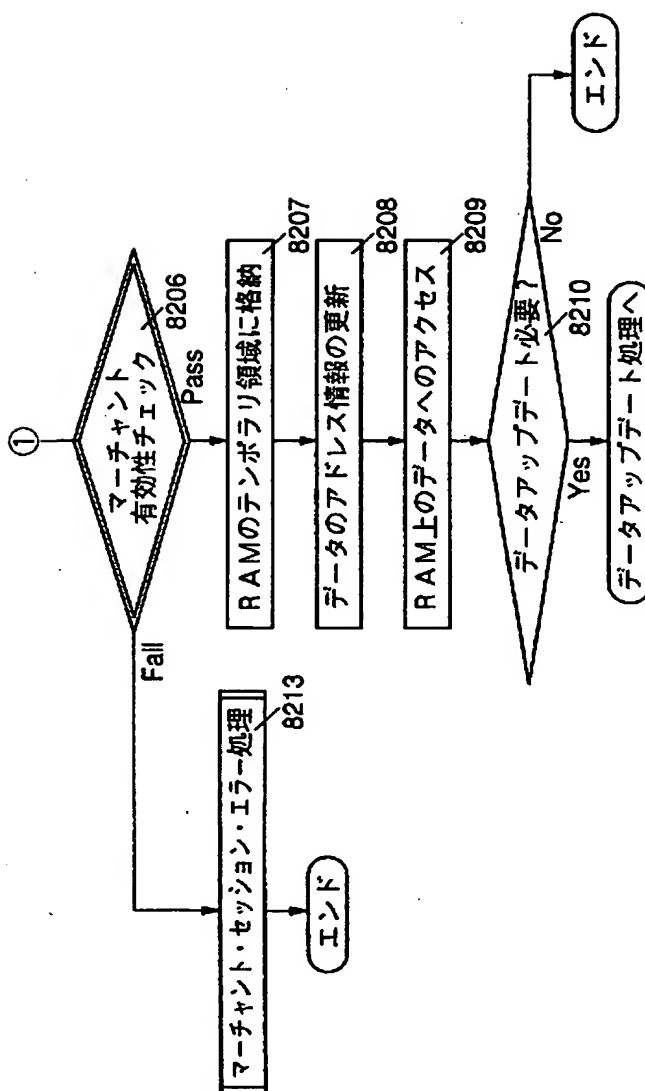 ①
マーチャント
有効性チェック
8206
Fail
Pass
RAMのテンポラリ領域に格納
8207
データのアドレス情報の更新
8208
RAM上のデータへのアクセス
8209
データアップデート必要?
8210
No
エンド
Yes
データアップデート処理へ
マーチャント・セッション・エラー処理
8213
エンド